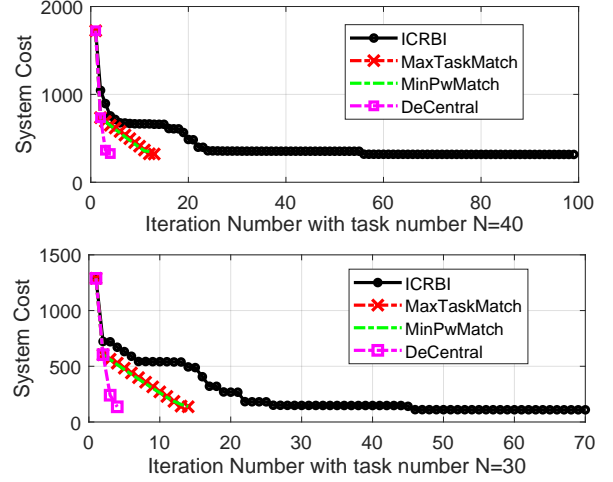 2000
1000
0
System Cost
ICRBI
MaxTaskMatch
MinPwMatch
DeCentral
0 20 40 60 80 100
Iteration Number with task number N=40
1500
1000
500
0
System Cost
ICRBI
MaxTaskMatch
MinPwMatch
DeCentral
0 10 20 30 40 50 60 70
Iteration Number with task number N=30